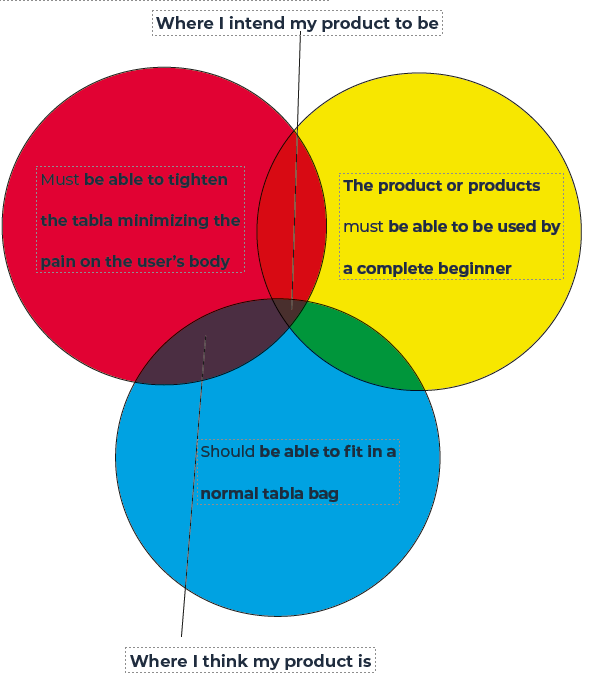 Where I intend my product to be
Must be able to tighten
the tabla minimizing the
pain on the user's body
The product or products
must be able to be used by
a complete beginner
Should be able to fit in a
normal tabla bag
Where I think my product is